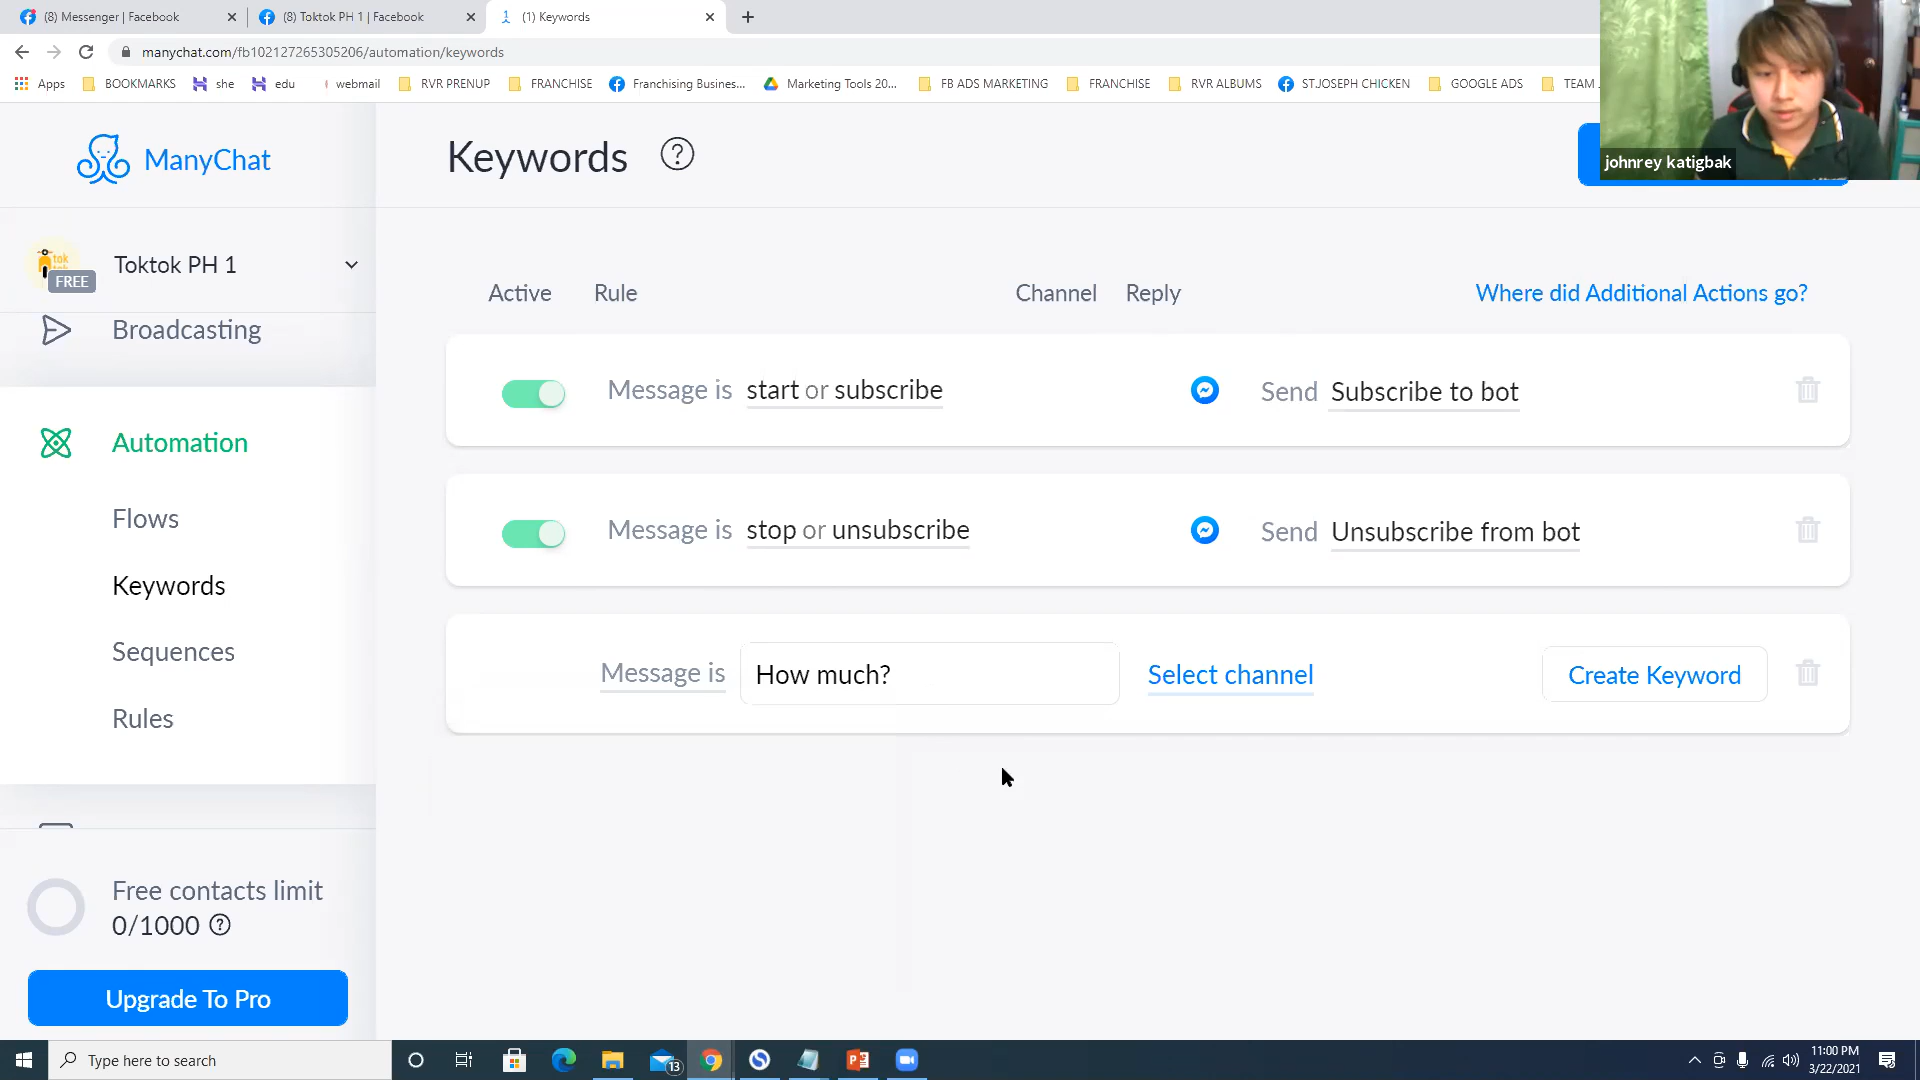 (8) Messenger | Facebook
(8) Toktok PH 1 | Facebook
(1) Keywords
manychat.com/fb102127265305206/automation/keywords
Apps
BOOKMARKS
she
edu
webmail
RVR PRENUP
FRANCHISE
Franchising Busines...
Marketing Tools 20...
FB ADS MARKETING
FRANCHISE
RVR ALBUMS
ST.JOSEPH CHICKEN
GOOGLE ADS
TEAM
johnrey katigbak
ManyChat
Keywords
Toktok PH 1
FREE
Broadcasting
Automation
Flows
Keywords
Sequences
Rules
Free contacts limit
0/1000
Upgrade To Pro
Active Rule Channel Reply Where did Additional Actions go?
Message is start or subscribe Send Subscribe to bot
Message is stop or unsubscribe Send Unsubscribe from bot
Message is How much? Select channel Create Keyword
Type here to search
13
11:00 PM
3/22/2021